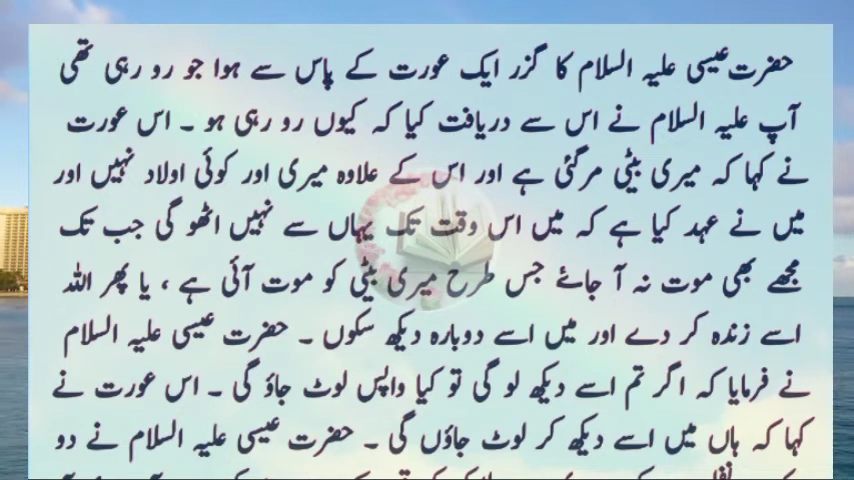 حضرت عیسی علیہ السلام کا گزر ایک عورت کے پاس سے ہوا جو رو رہی تھی
آپ علیہ السلام نے اس سے دریافت کیا کہ کیوں رو رہی ہو ۔ اس عورت
نے کہا کہ میری بیٹی مرگئی ہے اور اس کے علاوہ میری اور کوئی اولاد نہیں اور
میں نے عہد کیا ہے کہ میں اس وقت تک یہاں سے نہیں اٹھو گی جب تک
مجھے بھی موت نہ آ جائے جس طرح میری بیٹی کو موت آئی ہے ، یا پھر اللہ
اسے زندہ کر دے اور میں اسے دوبارہ دیکھ سکوں ۔ حضرت عیسی علیہ السلام
نے فرمایا کہ اگر تم اسے دیکھ لو گی تو کیا واپس لوٹ جاؤ گی ۔ اس عورت نے
کہا کہ ہاں میں اسے دیکھ کر لوٹ جاؤں گی ۔ حضرت عیسی علیہ السلام نے دو